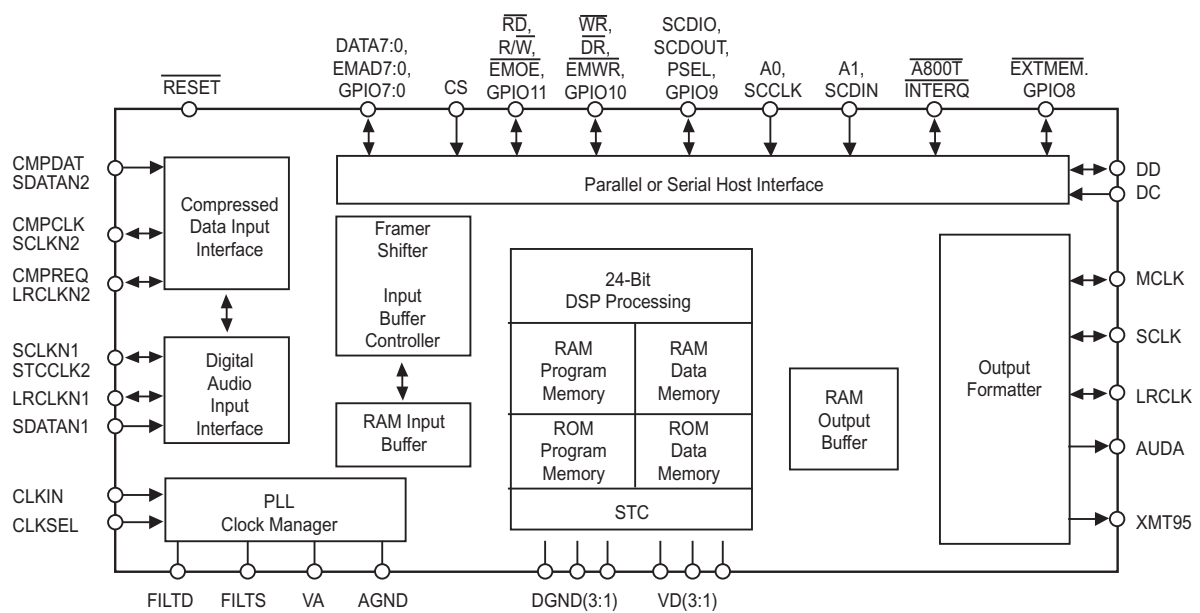 RESET
DATA7:0,
EMAD7:0,
GPIO7:0
CS
RD,
R/W,
EMOE,
GPIO11
WR,
DR,
EMWR,
GPIO10
SCDIO,
SCDOUT,
PSEL,
GPIO9
A0,
SCCLK
A1,
SCDIN
A800T
INTERQ
EXTMEM.
GPIO8
CMPDAT
SDATAN2
CMPCLK
SCLKN2
CMPREQ
LRCLKN2
SCLKN1
STCCLK2
LRCLKN1
SDATAN1
CLKIN
CLKSEL
Compressed
Data Input
Interface
Digital
Audio
Input
Interface
PLL
Clock Manager
Parallel or Serial Host Interface
Framer
Shifter
Input
Buffer
Controller
RAM Input
Buffer
24-Bit
DSP Processing
RAM
Program
Memory
RAM
Data
Memory
ROM
Program
Memory
ROM
Data
Memory
STC
RAM
Output
Buffer
Output
Formatter
DD
DC
MCLK
SCLK
LRCLK
AUDA
XMT95
FILTD
FILTS
VA
AGND
DGND(3:1)
VD(3:1)